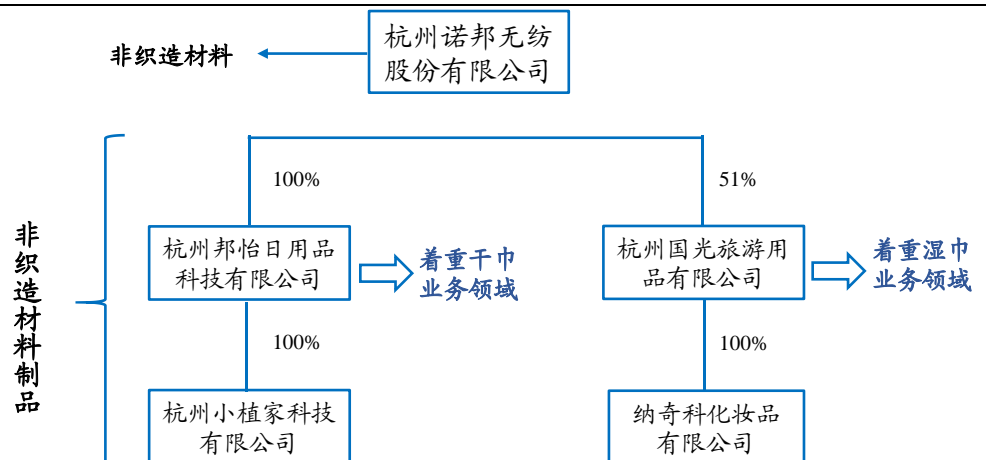 非织造材料
杭州诺邦无纺
股份有限公司
100%
51%
非织造材料制品
杭州邦怡日用品
科技有限公司
着重干巾
业务领域
杭州国光旅游用
品有限公司
着重湿巾
业务领域
100%
100%
杭州小植家科技
有限公司
纳奇科化妆品
有限公司